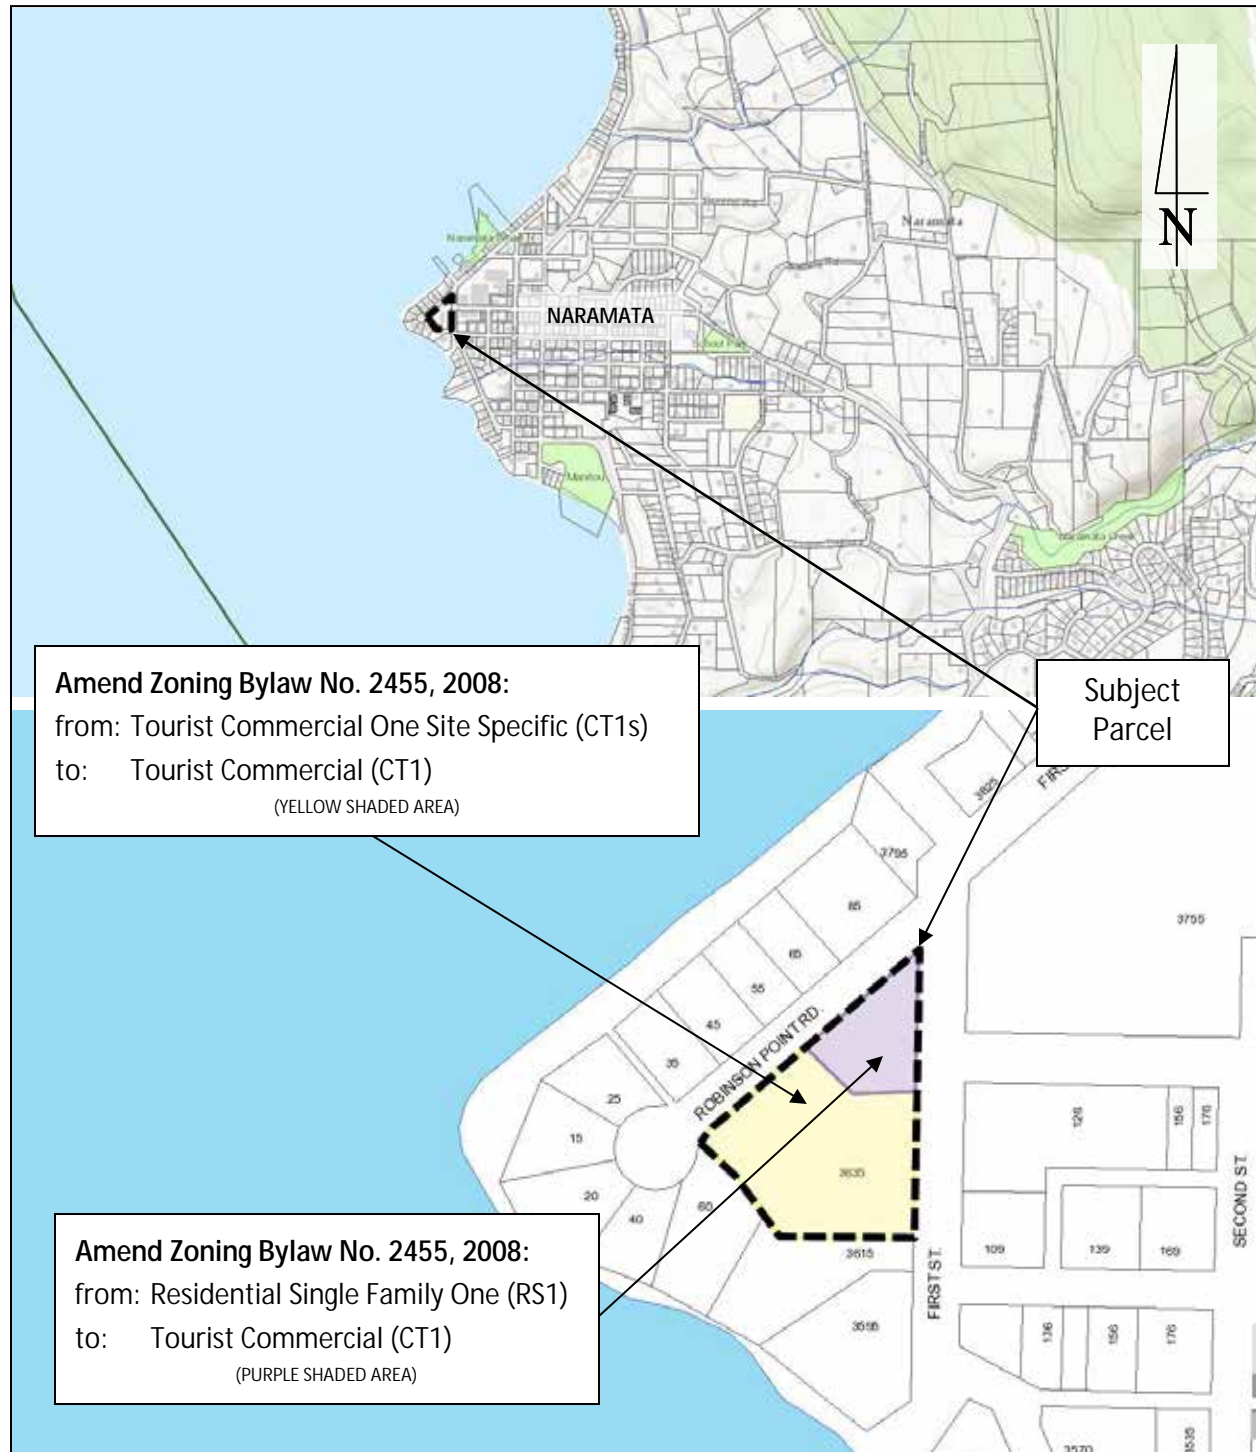 N
Naramata
NARAMATA
School Park
Manitou
Naramata Creek
Subject
Parcel
Amend Zoning Bylaw No. 2455, 2008:
from: Tourist Commercial One Site Specific (CT1s)
to: Tourist Commercial (CT1)
(YELLOW SHADED AREA)
3825
3795
85
65
55
45
35
25
15
20
40
60
ROBINSON POINT RD.
3755
3635
3615
3595
FIRST ST.
126
156
176
109
139
169
SECOND ST.
136
156
176
3570
Amend Zoning Bylaw No. 2455, 2008:
from: Residential Single Family One (RS1)
to: Tourist Commercial (CT1)
(PURPLE SHADED AREA)